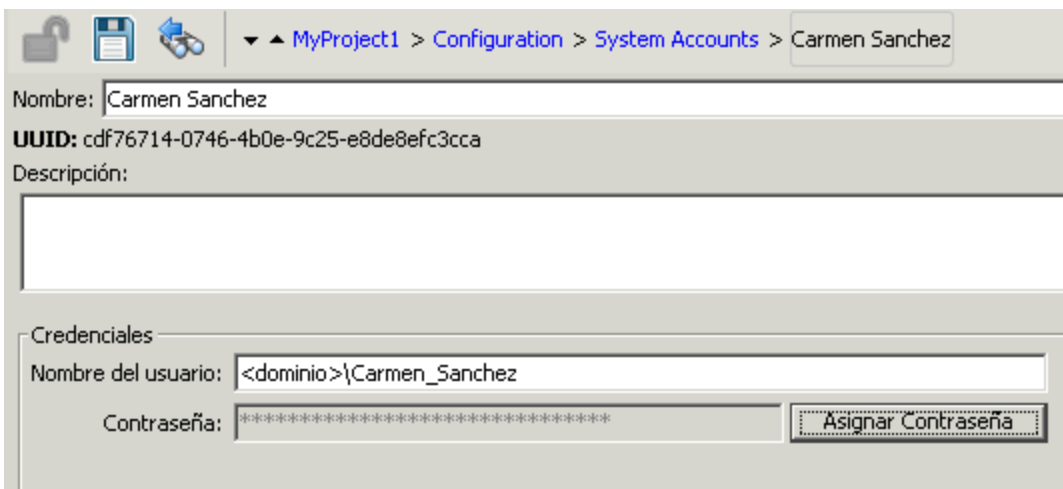 MyProject1 > Configuration > System Accounts > Carmen Sanchez
Nombre: Carmen Sanchez
UUID: cdf76714-0746-4b0e-9c25-e8de8efc3cca
Descripción:
Credenciales
Nombre del usuario: <dominio>\Carmen_Sanchez
Contraseña: ******************************* Asignar Contraseña